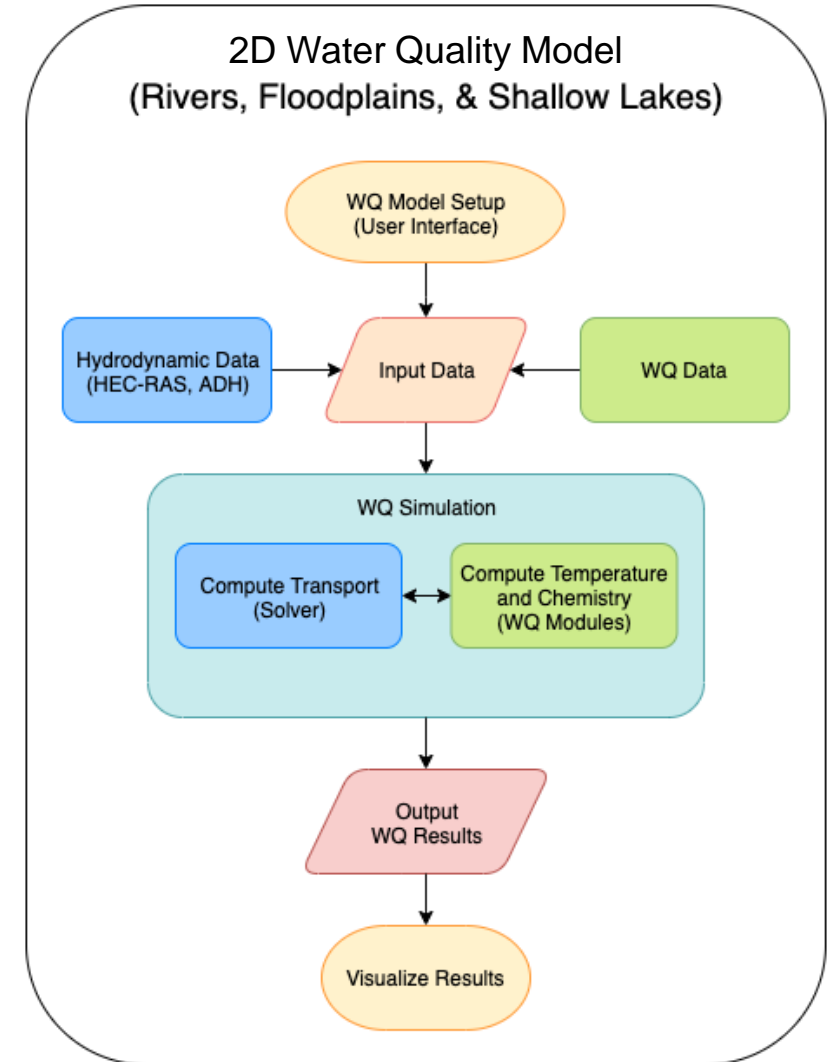 2D Water Quality Model
(Rivers, Floodplains, & Shallow Lakes)
WQ Model Setup
(User Interface)
Hydrodynamic Data
(HEC-RAS, ADH)
Input Data
WQ Data
WQ Simulation
Compute Transport
(Solver)
Compute Temperature
and Chemistry
(WQ Modules)
Output
WQ Results
Visualize Results